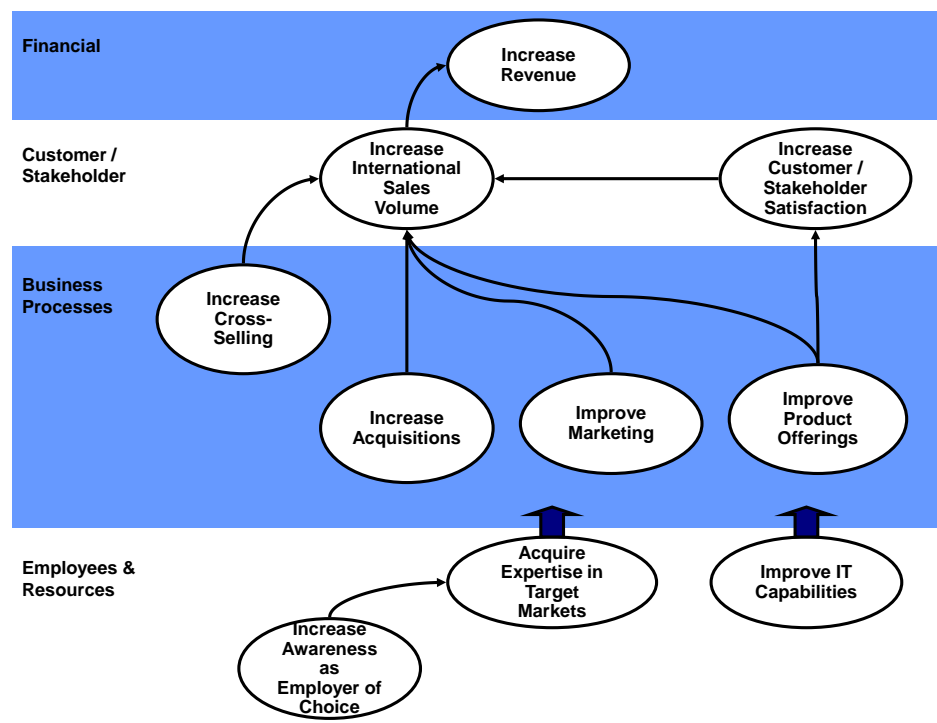 Financial
Increase
Revenue
Customer /
Stakeholder
Increase
International
Sales
Volume
Increase
Customer /
Stakeholder
Satisfaction
Business
Processes
Increase
Cross-
Selling
Increase
Acquisitions
Improve
Marketing
Improve
Product
Offerings
Employees &
Resources
Acquire
Expertise in
Target
Markets
Improve IT
Capabilities
Increase
Awareness
as
Employer of
Choice